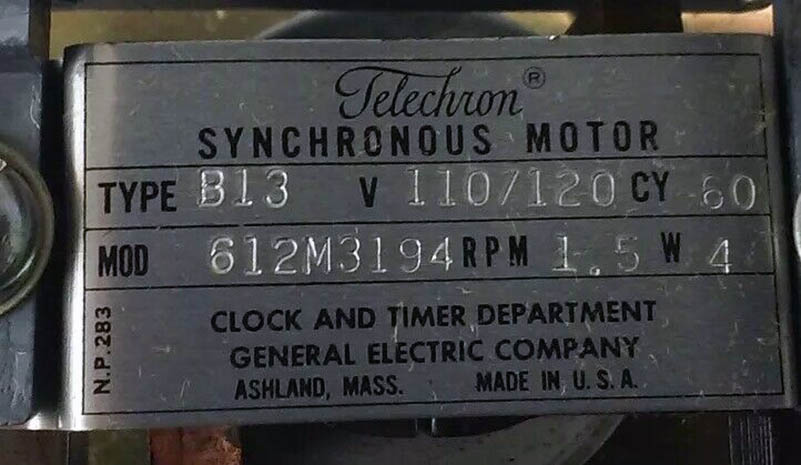 Telechron®
SYNCHRONOUS MOTOR
TYPE B13 V 110/120 CY 60
MOD 612M3194 RPM 1.5 W 4
N.P.283
CLOCK AND TIMER DEPARTMENT
GENERAL ELECTRIC COMPANY
ASHLAND, MASS. MADE IN U.S.A.